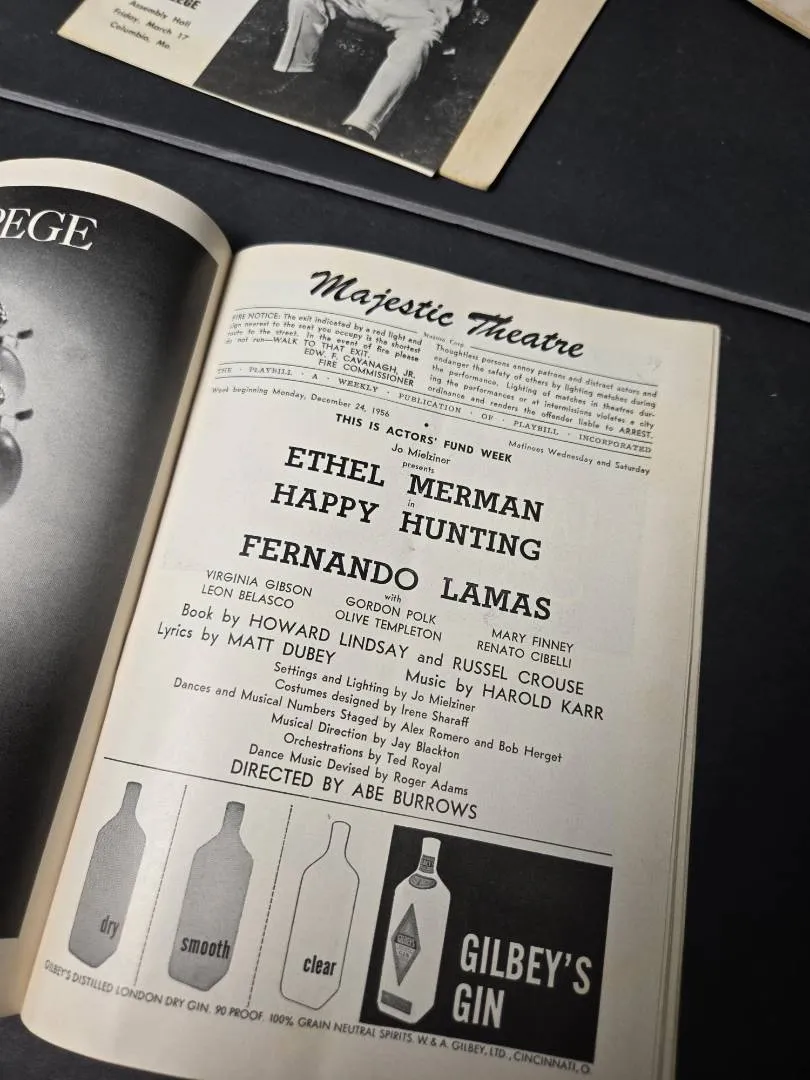 EGE
Assembly Hall
Friday, March 17
Columbia, Mo.
PEGE
Majestic Theatre
FIRE NOTICE: The exit indicated by a red light and
sign nearest to the seat you occupy is the shortest
route to the street. In the event of fire please
do not run—WALK TO THAT EXIT.
EDW. F. CAVANAGH, JR.
FIRE COMMISSIONER
Thoughtless persons annoy patrons and distract actors and
endanger the safety of others by lighting matches during
the performance. Lighting of matches in theatres dur-
ing the performances or at intermissions violates a city
ordinance and renders the offender liable to ARREST.
THE · PLAYBILL · A · WEEKLY · PUBLICATION · OF · PLAYBILL · INCORPORATED
Week beginning Monday, December 24, 1956 • Matinees Wednesday and Saturday
THIS IS ACTORS' FUND WEEK
Jo Mielziner
presents
ETHEL MERMAN
in
HAPPY HUNTING
FERNANDO LAMAS
with
VIRGINIA GIBSON GORDON POLK MARY FINNEY
LEON BELASCO OLIVE TEMPLETON RENATO CIBELLI
Book by HOWARD LINDSAY and RUSSEL CROUSE
Lyrics by MATT DUBEY Music by HAROLD KARR
Settings and Lighting by Jo Mielziner
Costumes designed by Irene Sharaff
Dances and Musical Numbers Staged by Alex Romero and Bob Herget
Musical Direction by Jay Blackton
Orchestrations by Ted Royal
Dance Music Devised by Roger Adams
DIRECTED BY ABE BURROWS
dry
smooth
clear
GILBEY'S
GIN
GILBEY'S DISTILLED LONDON DRY GIN. 90 PROOF. 100% GRAIN NEUTRAL SPIRITS. W. & A. GILBEY, LTD., CINCINNATI, O.